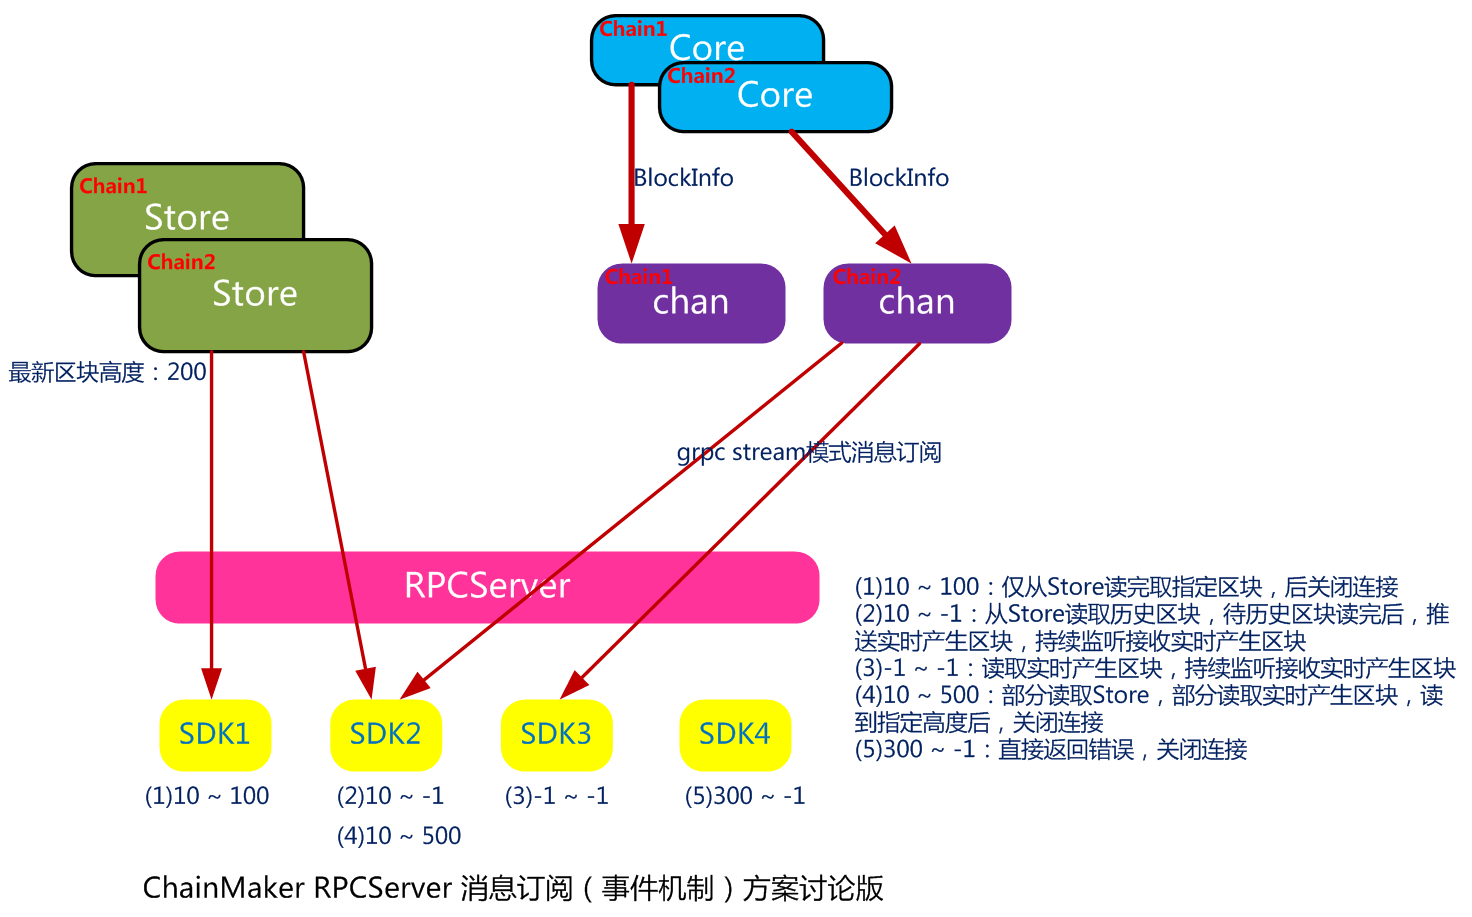 Chain1
Core
Chain2
Core
BlockInfo
BlockInfo
Chain1
Store
Chain2
Store
Chain1
chan
Chain2
chan
最新区块高度：200
grpc stream模式消息订阅
RPCServer
(1)10 ~ 100：仅从Store读完取指定区块，后关闭连接
(2)10 ~ -1：从Store读取历史区块，待历史区块读完后，推
送实时产生区块，持续监听接收实时产生区块
(3)-1 ~ -1：读取实时产生区块，持续监听接收实时产生区块
(4)10 ~ 500：部分读取Store，部分读取实时产生区块，读
到指定高度后，关闭连接
(5)300 ~ -1：直接返回错误，关闭连接
SDK1
SDK2
SDK3
SDK4
(1)10 ~ 100
(2)10 ~ -1
(3)-1 ~ -1
(5)300 ~ -1
(4)10 ~ 500
ChainMaker RPCServer 消息订阅（事件机制）方案讨论版